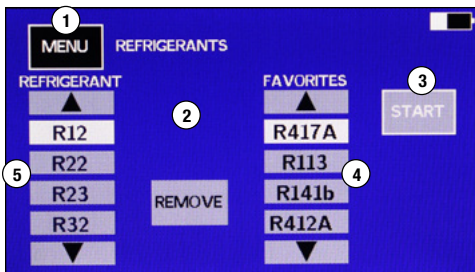 1
MENU REFRIGERANTS
REFRIGERANT
FAVORITES
3
2
START
R12
R417A
5
R22
R113
4
R23
REMOVE
R141b
R32
R412A